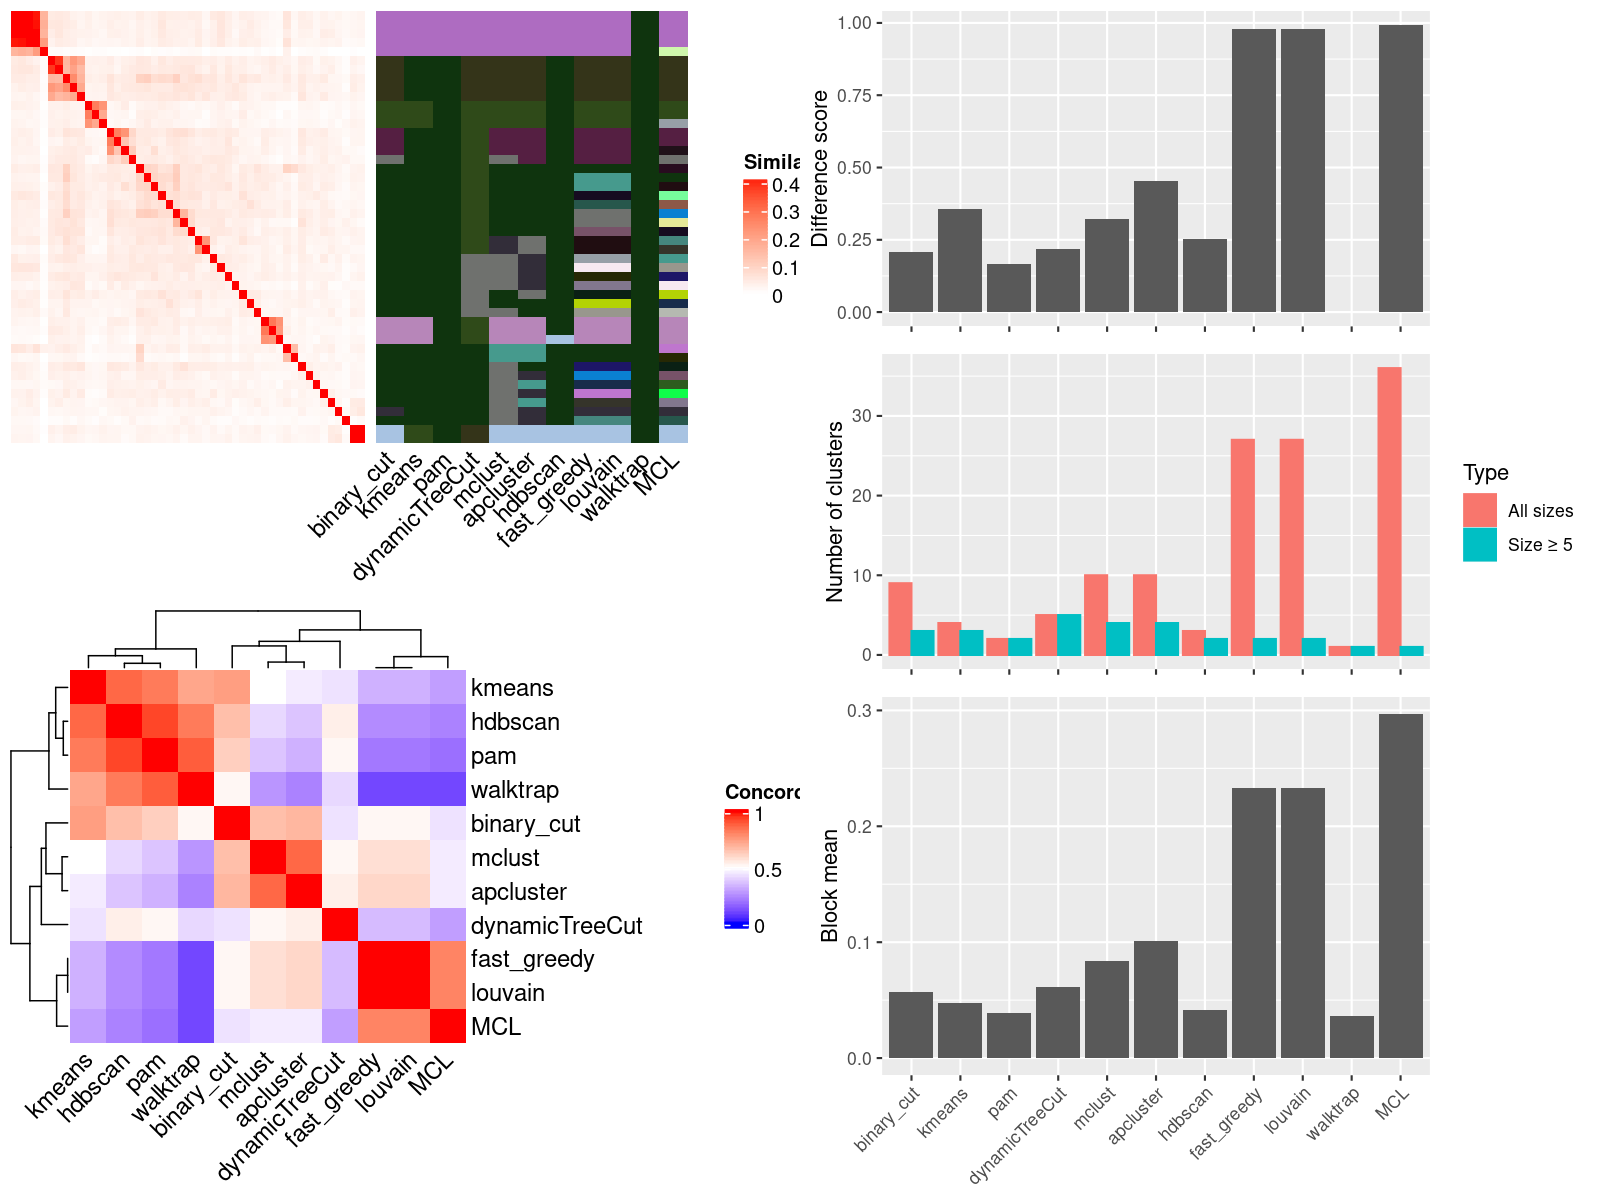 Simila
0.4
0.3
0.2
0.1
0
binary_cut
kmeans
pam
dynamicTreeCut
mclust
apcluster
hdbscan
fast_greedy
louvain
walktrap
MCL
kmeans
hdbscan
pam
walktrap
binary_cut
mclust
apcluster
dynamicTreeCut
fast_greedy
louvain
MCL
Concord
1
0.5
0
kmeans
hdbscan
pam
walktrap
binary_cut
mclust
apcluster
dynamicTreeCut
fast_greedy
louvain
MCL
Difference score
1.00
0.75
0.50
0.25
0.00
Number of clusters
30
20
10
0
Type
All sizes
Size ≥ 5
Block mean
0.3
0.2
0.1
0.0
binary_cut
kmeans
pam
dynamicTreeCut
mclust
apcluster
hdbscan
fast_greedy
louvain
walktrap
MCL